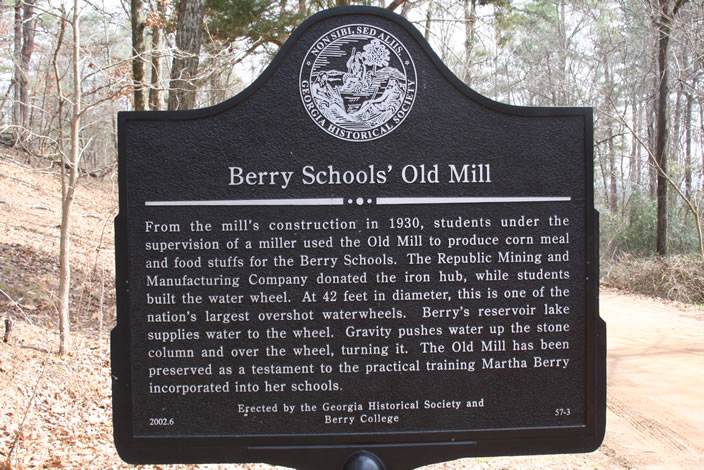 NON SIBI, SED ALIIS
GEORGIA HISTORICAL SOCIETY
Berry Schools' Old Mill
From the mill's construction in 1930, students under the
supervision of a miller used the Old Mill to produce corn meal
and food stuffs for the Berry Schools. The Republic Mining and
Manufacturing Company donated the iron hub, while students
built the water wheel. At 42 feet in diameter, this is one of the
nation's largest overshot waterwheels. Berry's reservoir lake
supplies water to the wheel. Gravity pushes water up the stone
column and over the wheel, turning it. The Old Mill has been
preserved as a testament to the practical training Martha Berry
incorporated into her schools.
Erected by the Georgia Historical Society and
Berry College
2002.6
57-3